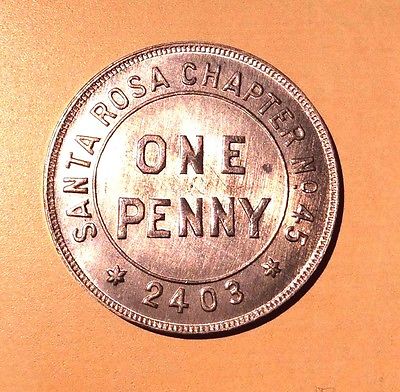 SANTA ROSA CHAPTER NO 45
ONE
PENNY
* 2403 *